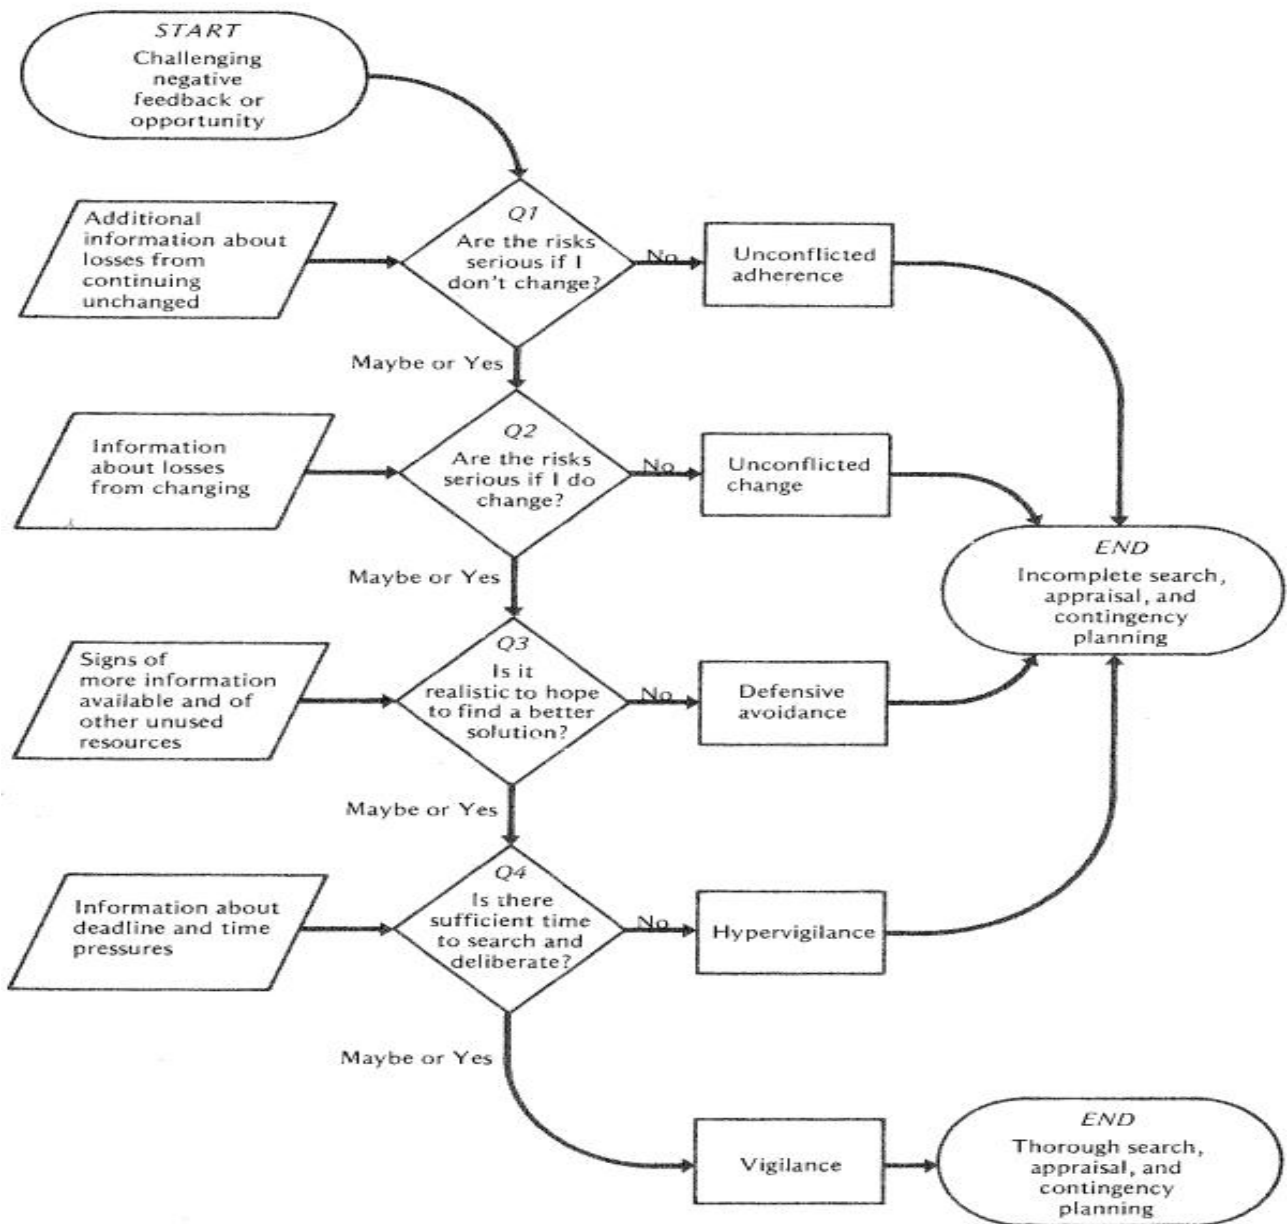 START
Challenging
negative
feedback or
opportunity
Additional
information about
losses from
continuing
unchanged
Q1
Are the risks
serious if I
don't change?
No
Unconflicted
adherence
Maybe or Yes
Information
about losses
from changing
Q2
Are the risks
serious if I do
change?
No
Unconflicted
change
Maybe or Yes
END
Incomplete search,
appraisal, and
contingency
planning
Signs of
more information
available and of
other unused
resources
Q3
Is it
realistic to hope
to find a better
solution?
No
Defensive
avoidance
Maybe or Yes
Information about
deadline and time
pressures
Q4
Is there
sufficient time
to search and
deliberate?
No
Hypervigilance
Maybe or Yes
Vigilance
END
Thorough search,
appraisal, and
contingency
planning